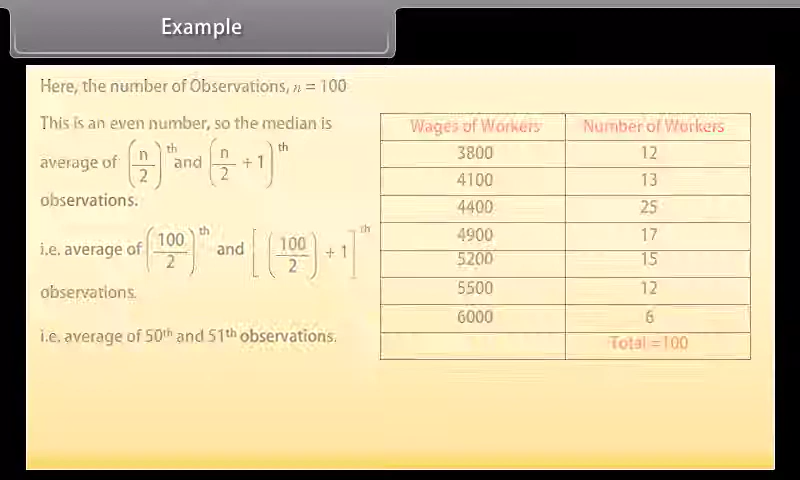 Example
Here, the number of Observations, n = 100
This is an even number, so the median is
average of (n/2)th and (n/2 + 1)th
observations.
i.e. average of (100/2)th and [(100/2) + 1]th
observations.
i.e. average of 50th and 51th observations.
Wages of Workers Number of Workers
3800 12
4100 13
4400 25
4900 17
5200 15
5500 12
6000 6
Total =100